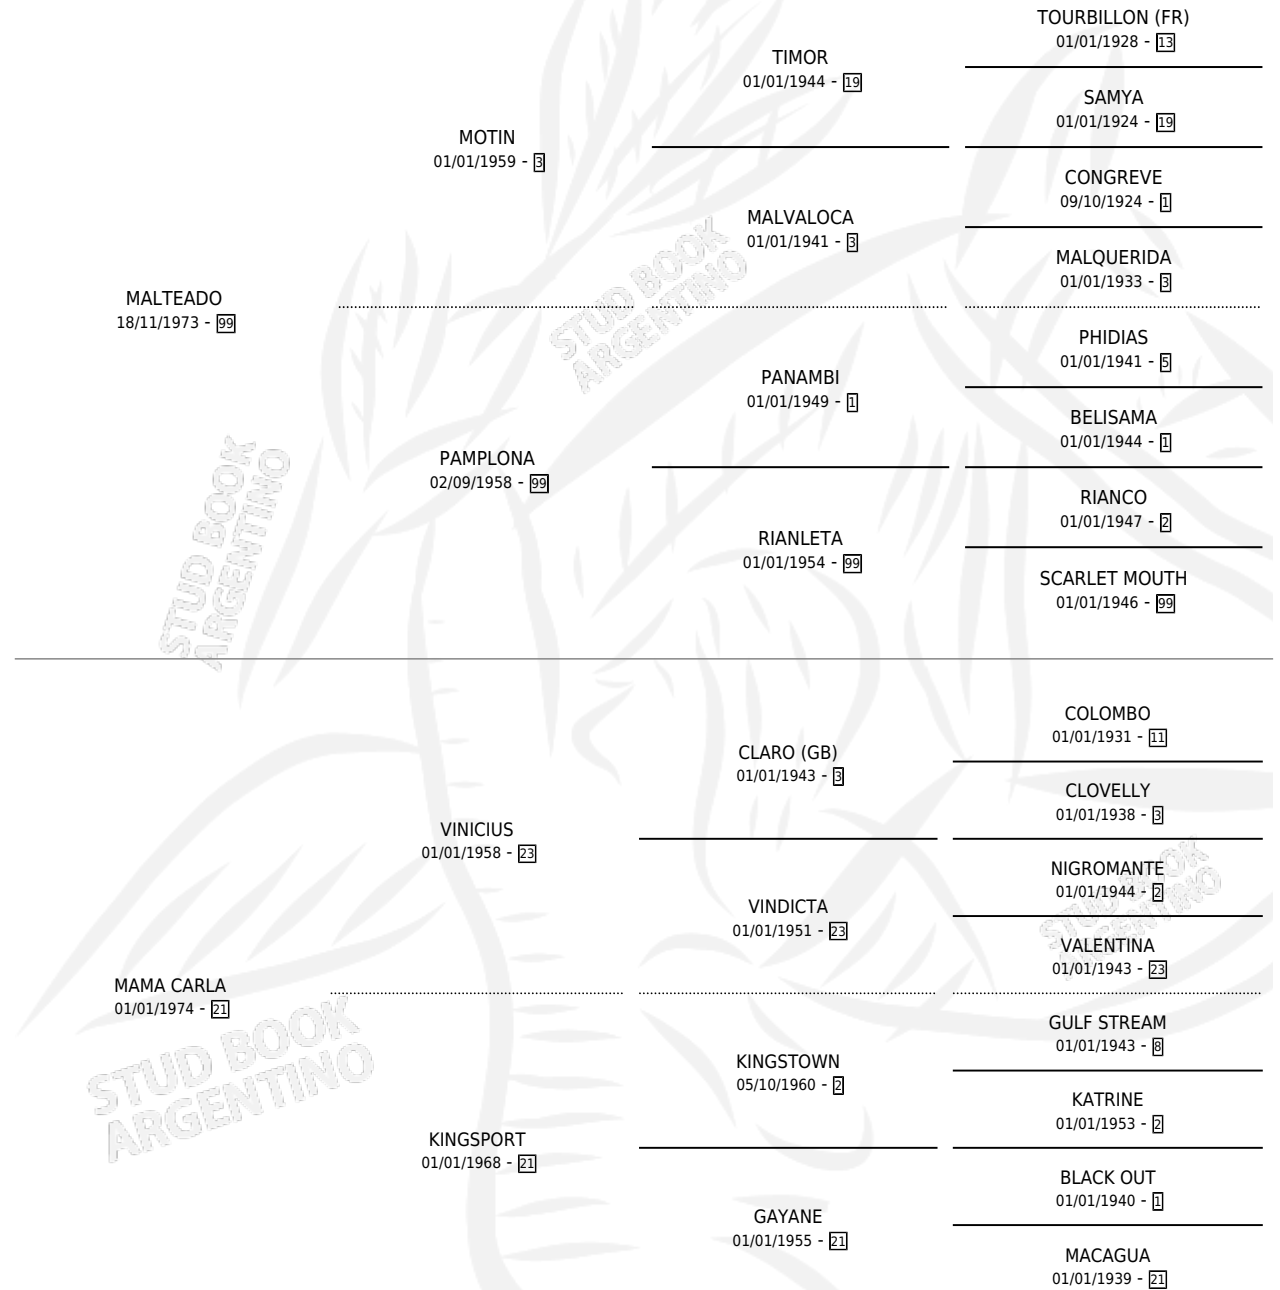 TOURBILLON (FR)
01/01/1928 - 13
TIMOR
01/01/1944 - 19
SAMYA
01/01/1924 - 19
MOTIN
01/01/1959 - 3
CONGREVE
09/10/1924 - 1
MALVALOCA
01/01/1941 - 3
MALQUERIDA
01/01/1933 - 3
MALTEADO
18/11/1973 - 99
STUD BOOK
ARGENTINO
PHIDIAS
01/01/1941 - 5
PANAMBI
01/01/1949 - 1
BELISAMA
01/01/1944 - 1
PAMPLONA
02/09/1958 - 99
RIANCO
01/01/1947 - 2
RIANLETA
01/01/1954 - 99
SCARLET MOUTH
01/01/1946 - 99
STUD BOOK
ARGENTINO
COLOMBO
01/01/1931 - 11
CLARO (GB)
01/01/1943 - 3
CLOVELLY
01/01/1938 - 3
VINICIUS
01/01/1958 - 23
NIGROMANTE
01/01/1944 - 2
VINDICTA
01/01/1951 - 23
VALENTINA
01/01/1943 - 23
STUD BOOK
ARGENTINO
MAMA CARLA
01/01/1974 - 21
GULF STREAM
01/01/1943 - 8
KINGSTOWN
05/10/1960 - 2
KATRINE
01/01/1953 - 2
KINGSPORT
01/01/1968 - 21
BLACK OUT
01/01/1940 - 1
GAYANE
01/01/1955 - 21
MACAGUA
01/01/1939 - 21
STUD BOOK
ARGENTINO